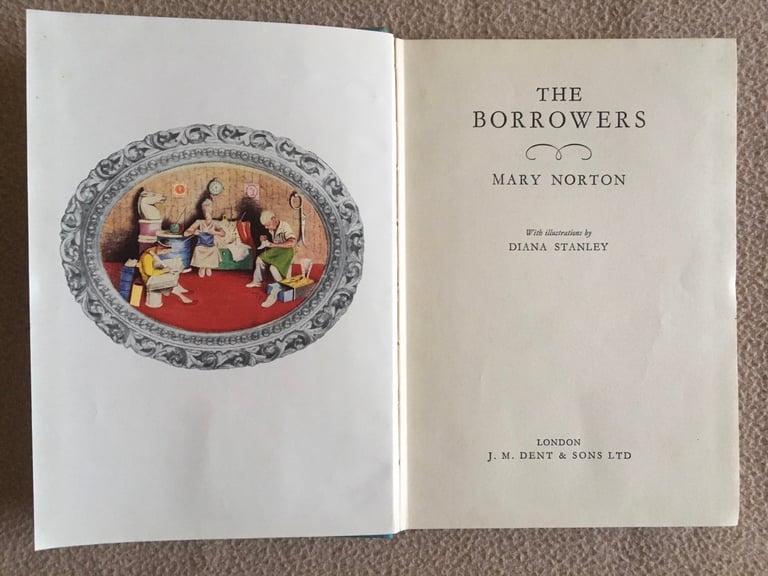 THE
BORROWERS
MARY NORTON
With illustrations by
DIANA STANLEY
LONDON
J. M. DENT & SONS LTD